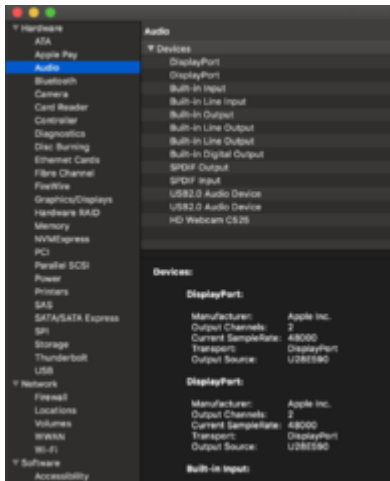 Hardware
ATA
Apple Pay
Audio
Bluetooth
Camera
Card Reader
Controller
Diagnostics
Disc Burning
Ethernet Cards
Fibre Channel
FireWire
Graphics/Displays
Hardware RAID
Memory
NVMExpress
PCI
Parallel SCSI
Power
Printers
SAS
SATA/SATA Express
SPI
Storage
Thunderbolt
USB
Network
Firewall
Locations
Volumes
WWAN
Wi-Fi
Software
Accessibility
Audio
Devices
DisplayPort
DisplayPort
Built-in Input
Built-in Line Input
Built-in Output
Built-in Line Output
Built-in Line Output
Built-in Digital Output
SPDIF Output
SPDIF Input
USB2.0 Audio Device
USB2.0 Audio Device
HD Webcam C525
Devices:
DisplayPort:
Manufacturer: Apple Inc.
Output Channels: 2
Current SampleRate: 48000
Transport: DisplayPort
Output Source: U28E590
DisplayPort:
Manufacturer: Apple Inc.
Output Channels: 2
Current SampleRate: 48000
Transport: DisplayPort
Output Source: U28E590
Built-in Input: